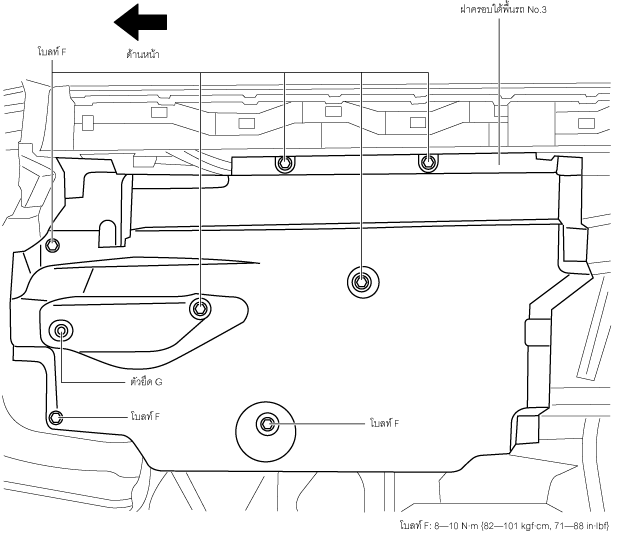 ฝาครอบใต้พื้นรถ No.3
โบลท์ F
ด้านหน้า
ตัวยึด G
โบลท์ F
โบลท์ F
โบลท์ F: 8—10 N·m {82—101 kgf·cm, 71—88 in·lbf}